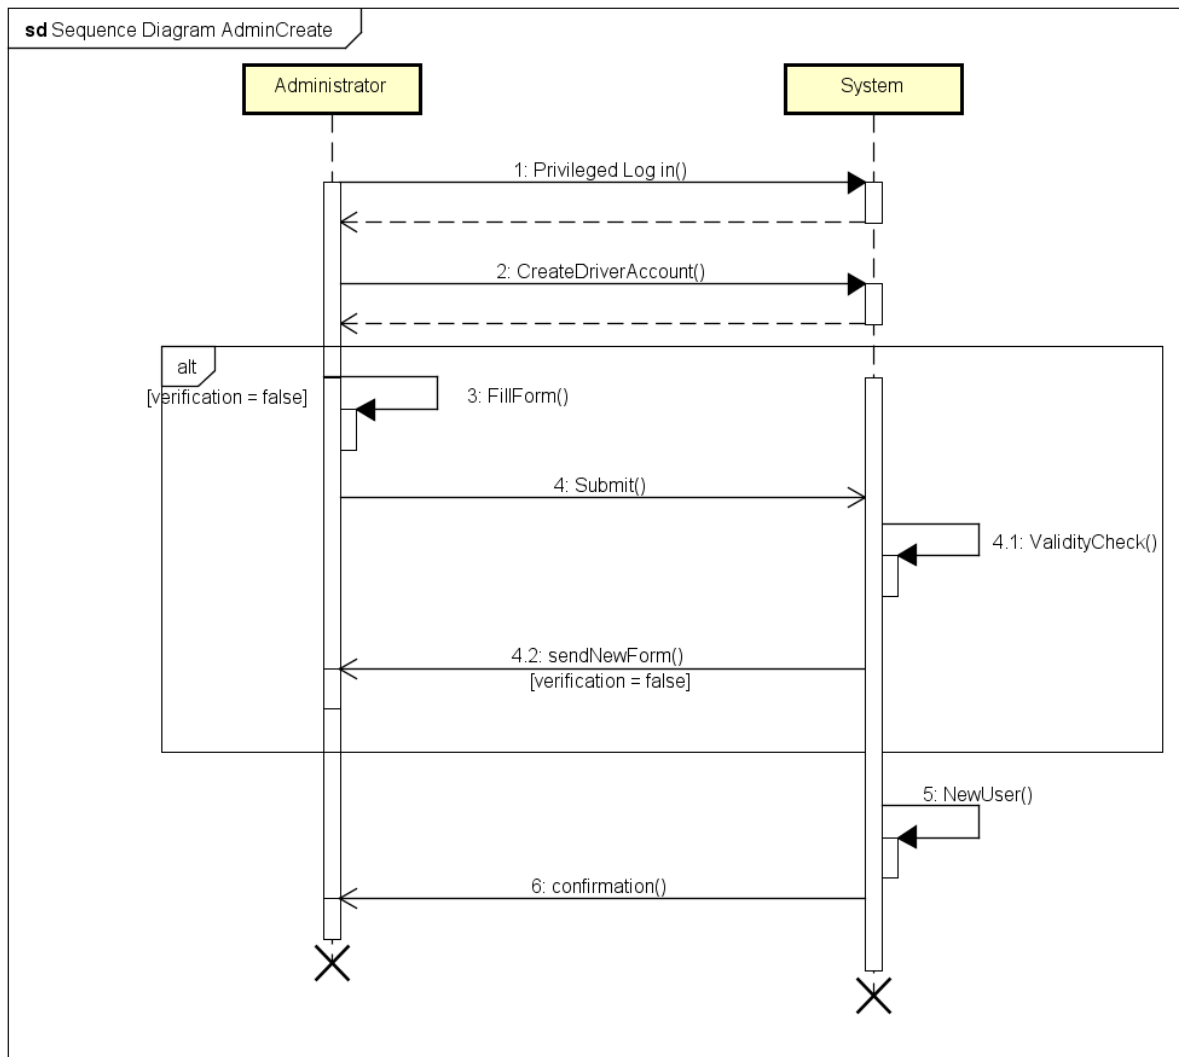 sd Sequence Diagram AdminCreate
Administrator
System
1: Privileged Log in()
2: CreateDriverAccount()
alt
[verification = false]
3: FillForm()
4: Submit()
4.1: ValidityCheck()
4.2: sendNewForm()
[verification = false]
5: NewUser()
6: confirmation()